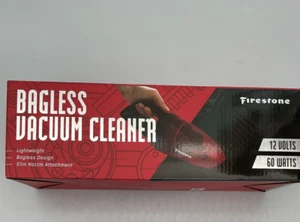 BAGLESS
VACUUM CLEANER
Lightweight
Bagless Design
Slim Nozzle Attachment
Firestone
12 VOLTS
60 WATTS